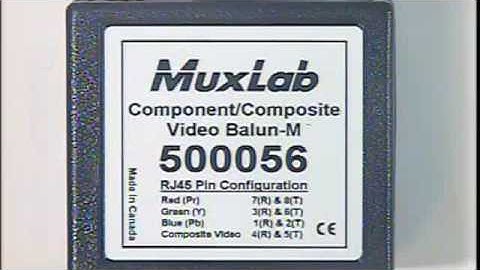 MuxLab
Component/Composite
Video Balun-M™
500056
RJ45 Pin Configuration
Red (Pr) 7(R) & 8(T)
Green (Y) 3(R) & 6(T)
Blue (Pb) 1(R) & 2(T)
Composite Video 4(R) & 5(T)
Made in Canada
CE